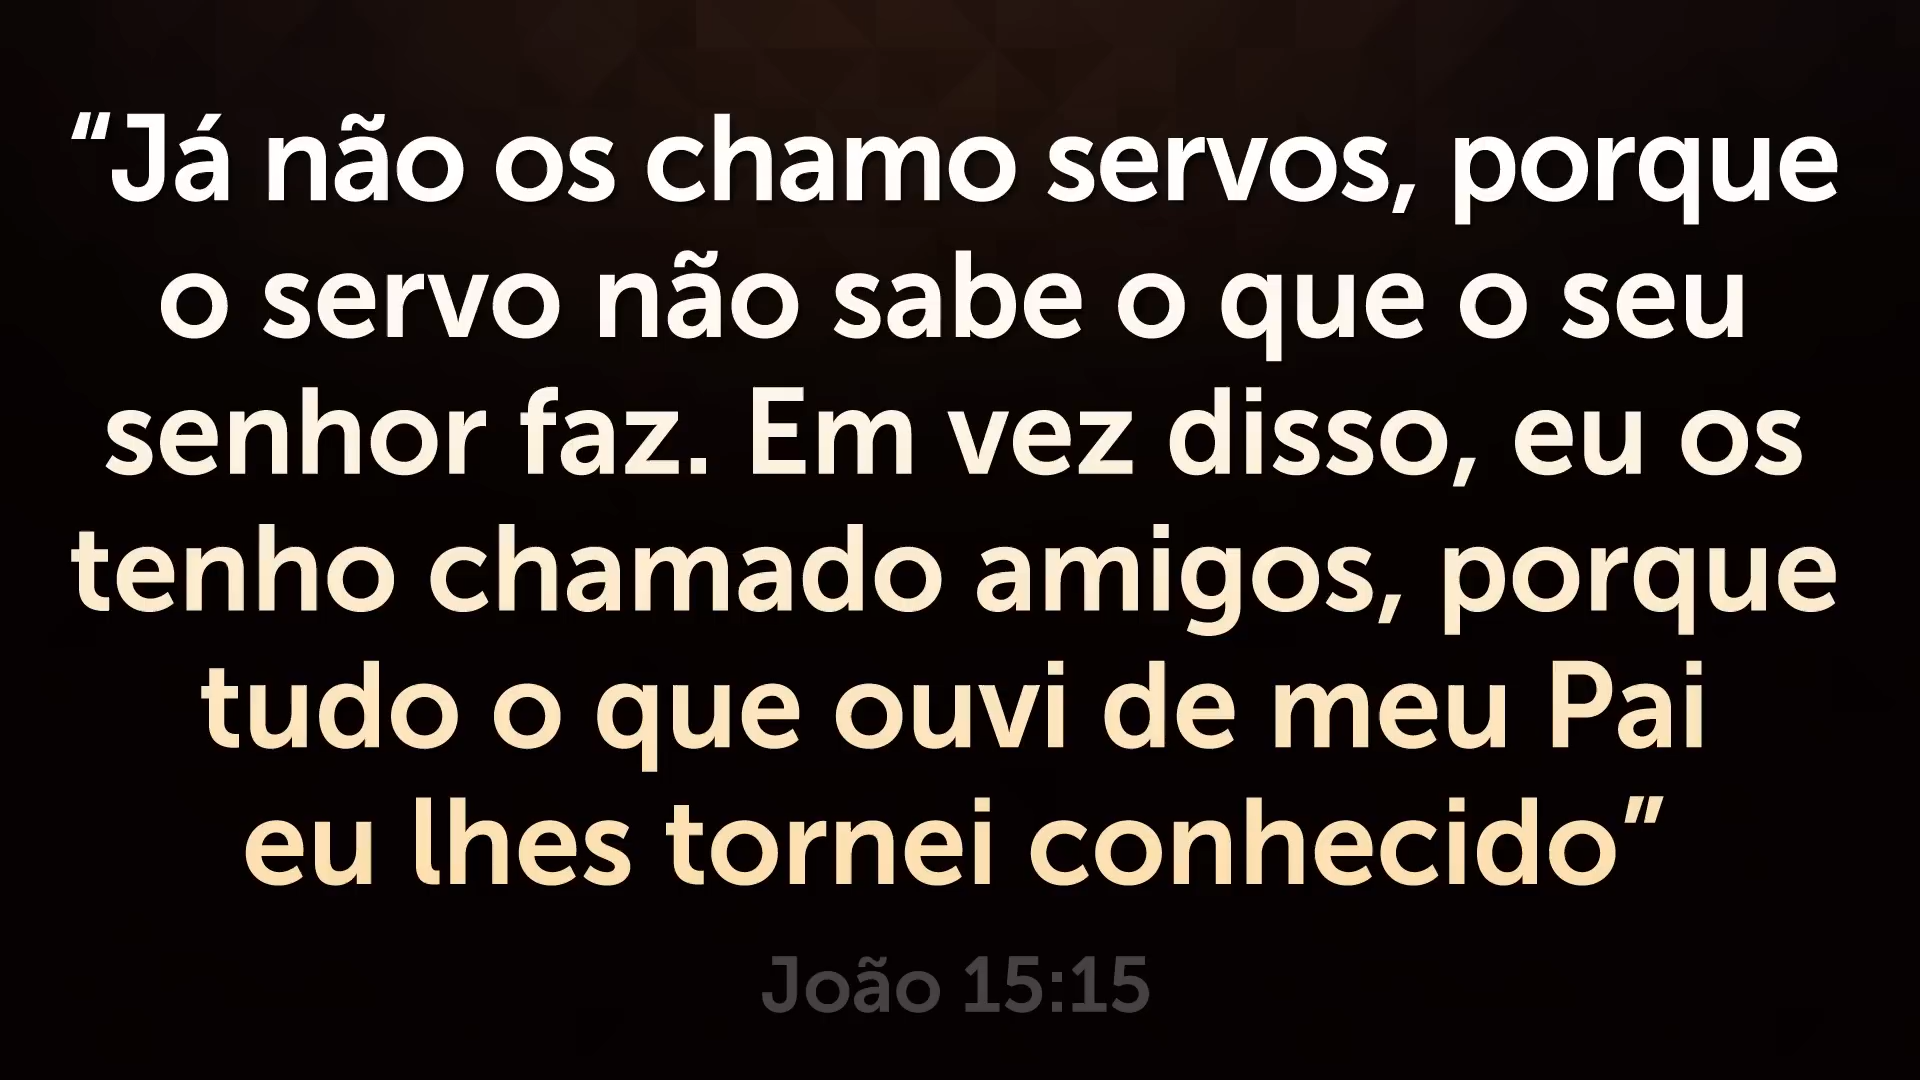 “Já não os chamo servos, porque
o servo não sabe o que o seu
senhor faz. Em vez disso, eu os
tenho chamado amigos, porque
tudo o que ouvi de meu Pai
eu lhes tornei conhecido”
João 15:15